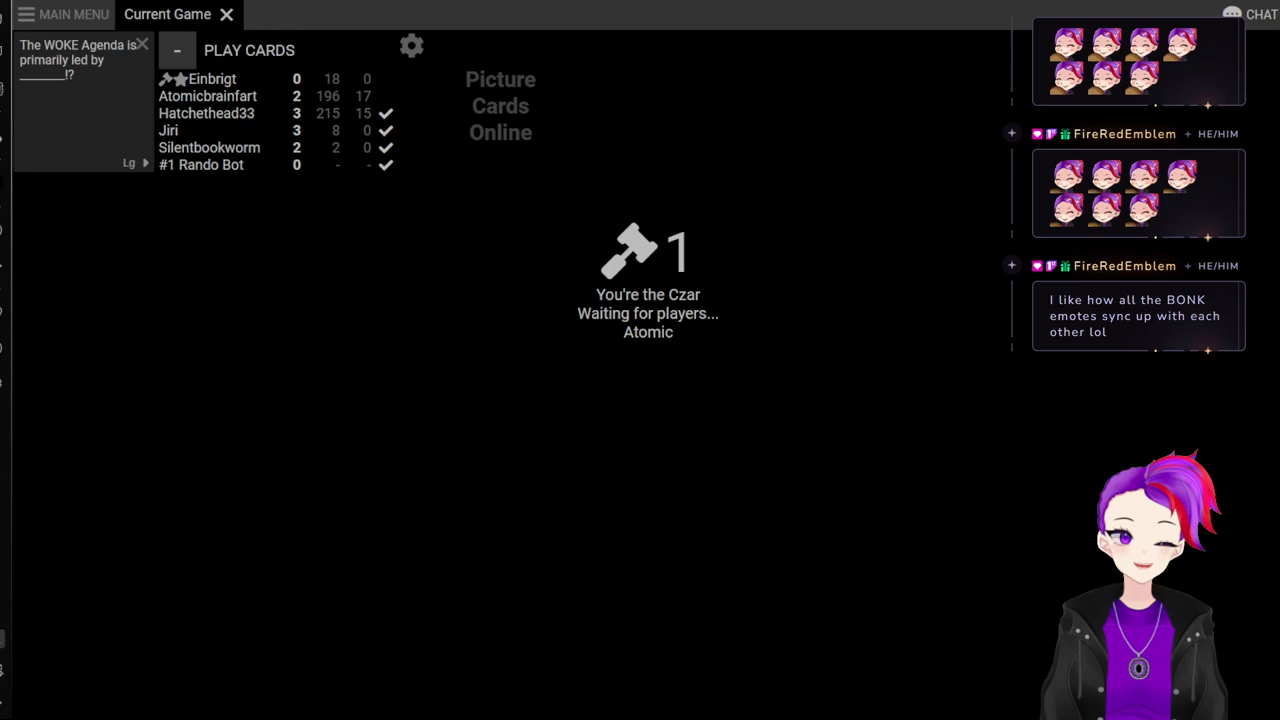 MAIN MENU
Current Game
CHAT
The WOKE Agenda is
primarily led by
______!?
Lg
-
PLAY CARDS
Einbrigt 0 18 0
Atomicbrainfart 2 196 17
Hatchethead33 3 215 15
Jiri 3 8 0
Silentbookworm 2 2 0
#1 Rando Bot 0 - -
Picture
Cards
Online
1
You're the Czar
Waiting for players...
Atomic
FireRedEmblem + HE/HIM
FireRedEmblem + HE/HIM
I like how all the BONK
emotes sync up with each
other lol